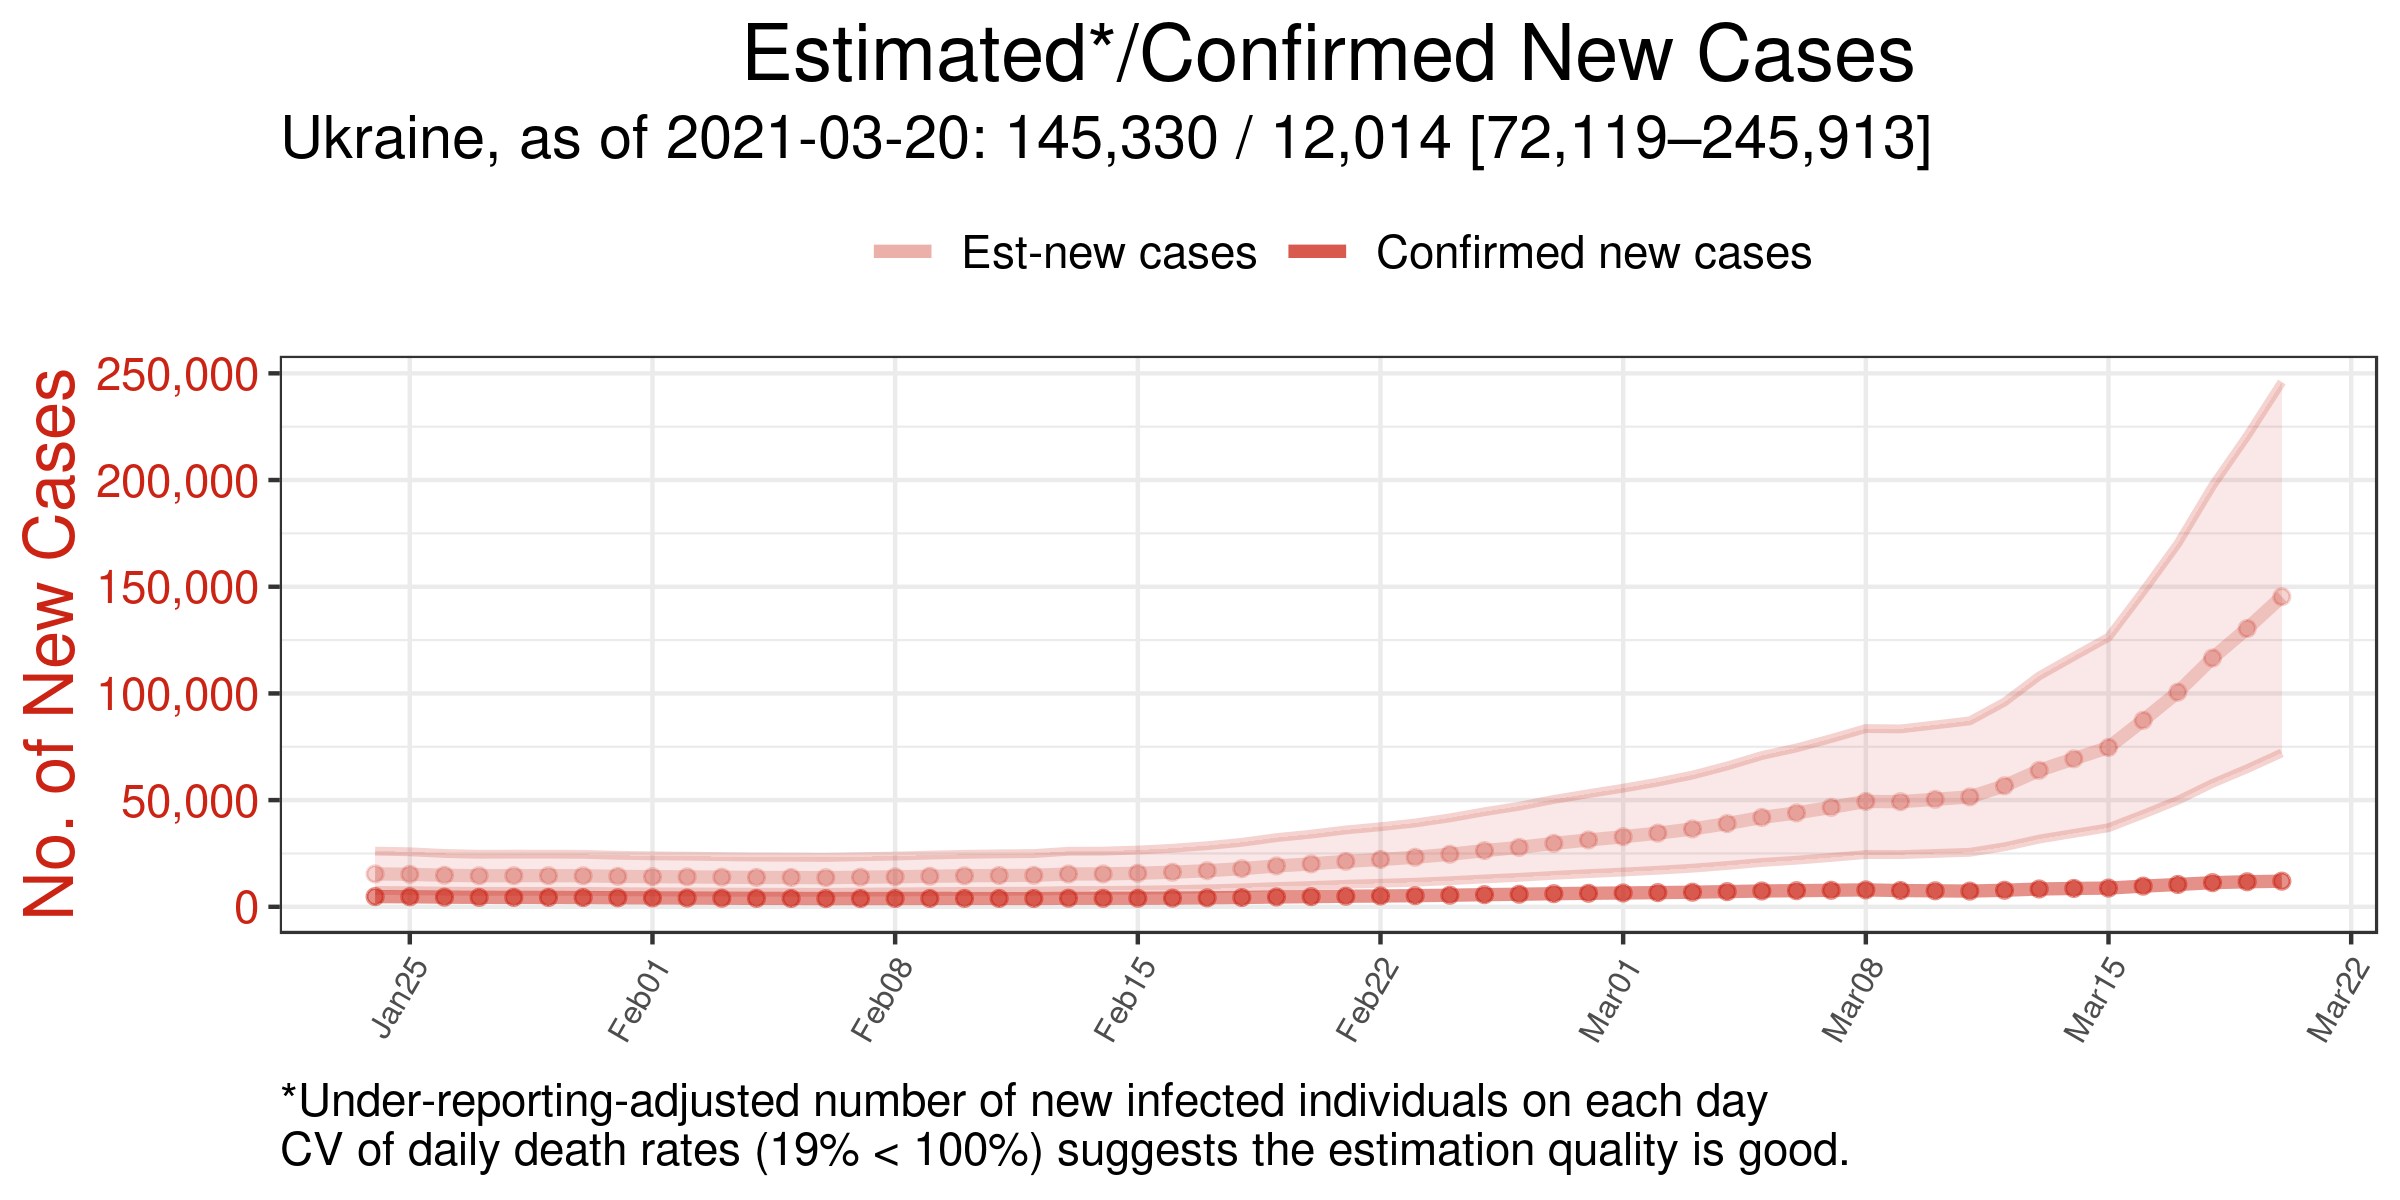 Estimated*/Confirmed New Cases
Ukraine, as of 2021-03-20: 145,330 / 12,014 [72,119–245,913]
Est-new cases
Confirmed new cases
No. of New Cases
250,000
200,000
150,000
100,000
50,000
0
Jan25
Feb01
Feb08
Feb15
Feb22
Mar01
Mar08
Mar15
Mar22
*Under-reporting-adjusted number of new infected individuals on each day
CV of daily death rates (19% < 100%) suggests the estimation quality is good.